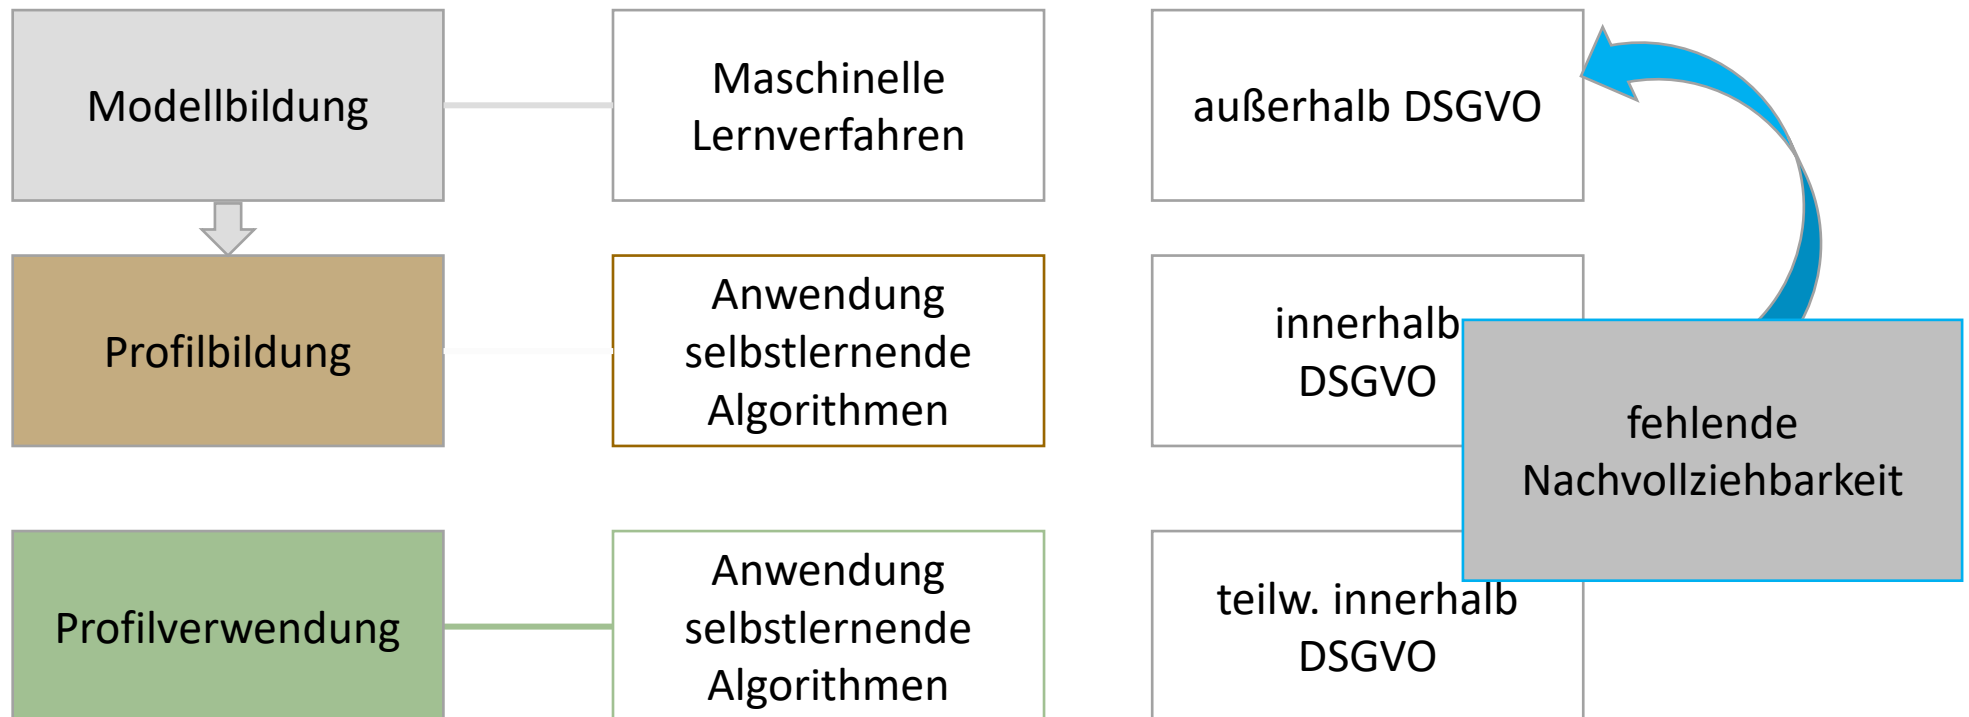 Modellbildung
Maschinelle
Lernverfahren
außerhalb DSGVO
Profilbildung
Anwendung
selbstlernende
Algorithmen
innerhalb
DSGVO
fehlende
Nachvollziehbarkeit
Profilverwendung
Anwendung
selbstlernende
Algorithmen
teilw. innerhalb
DSGVO